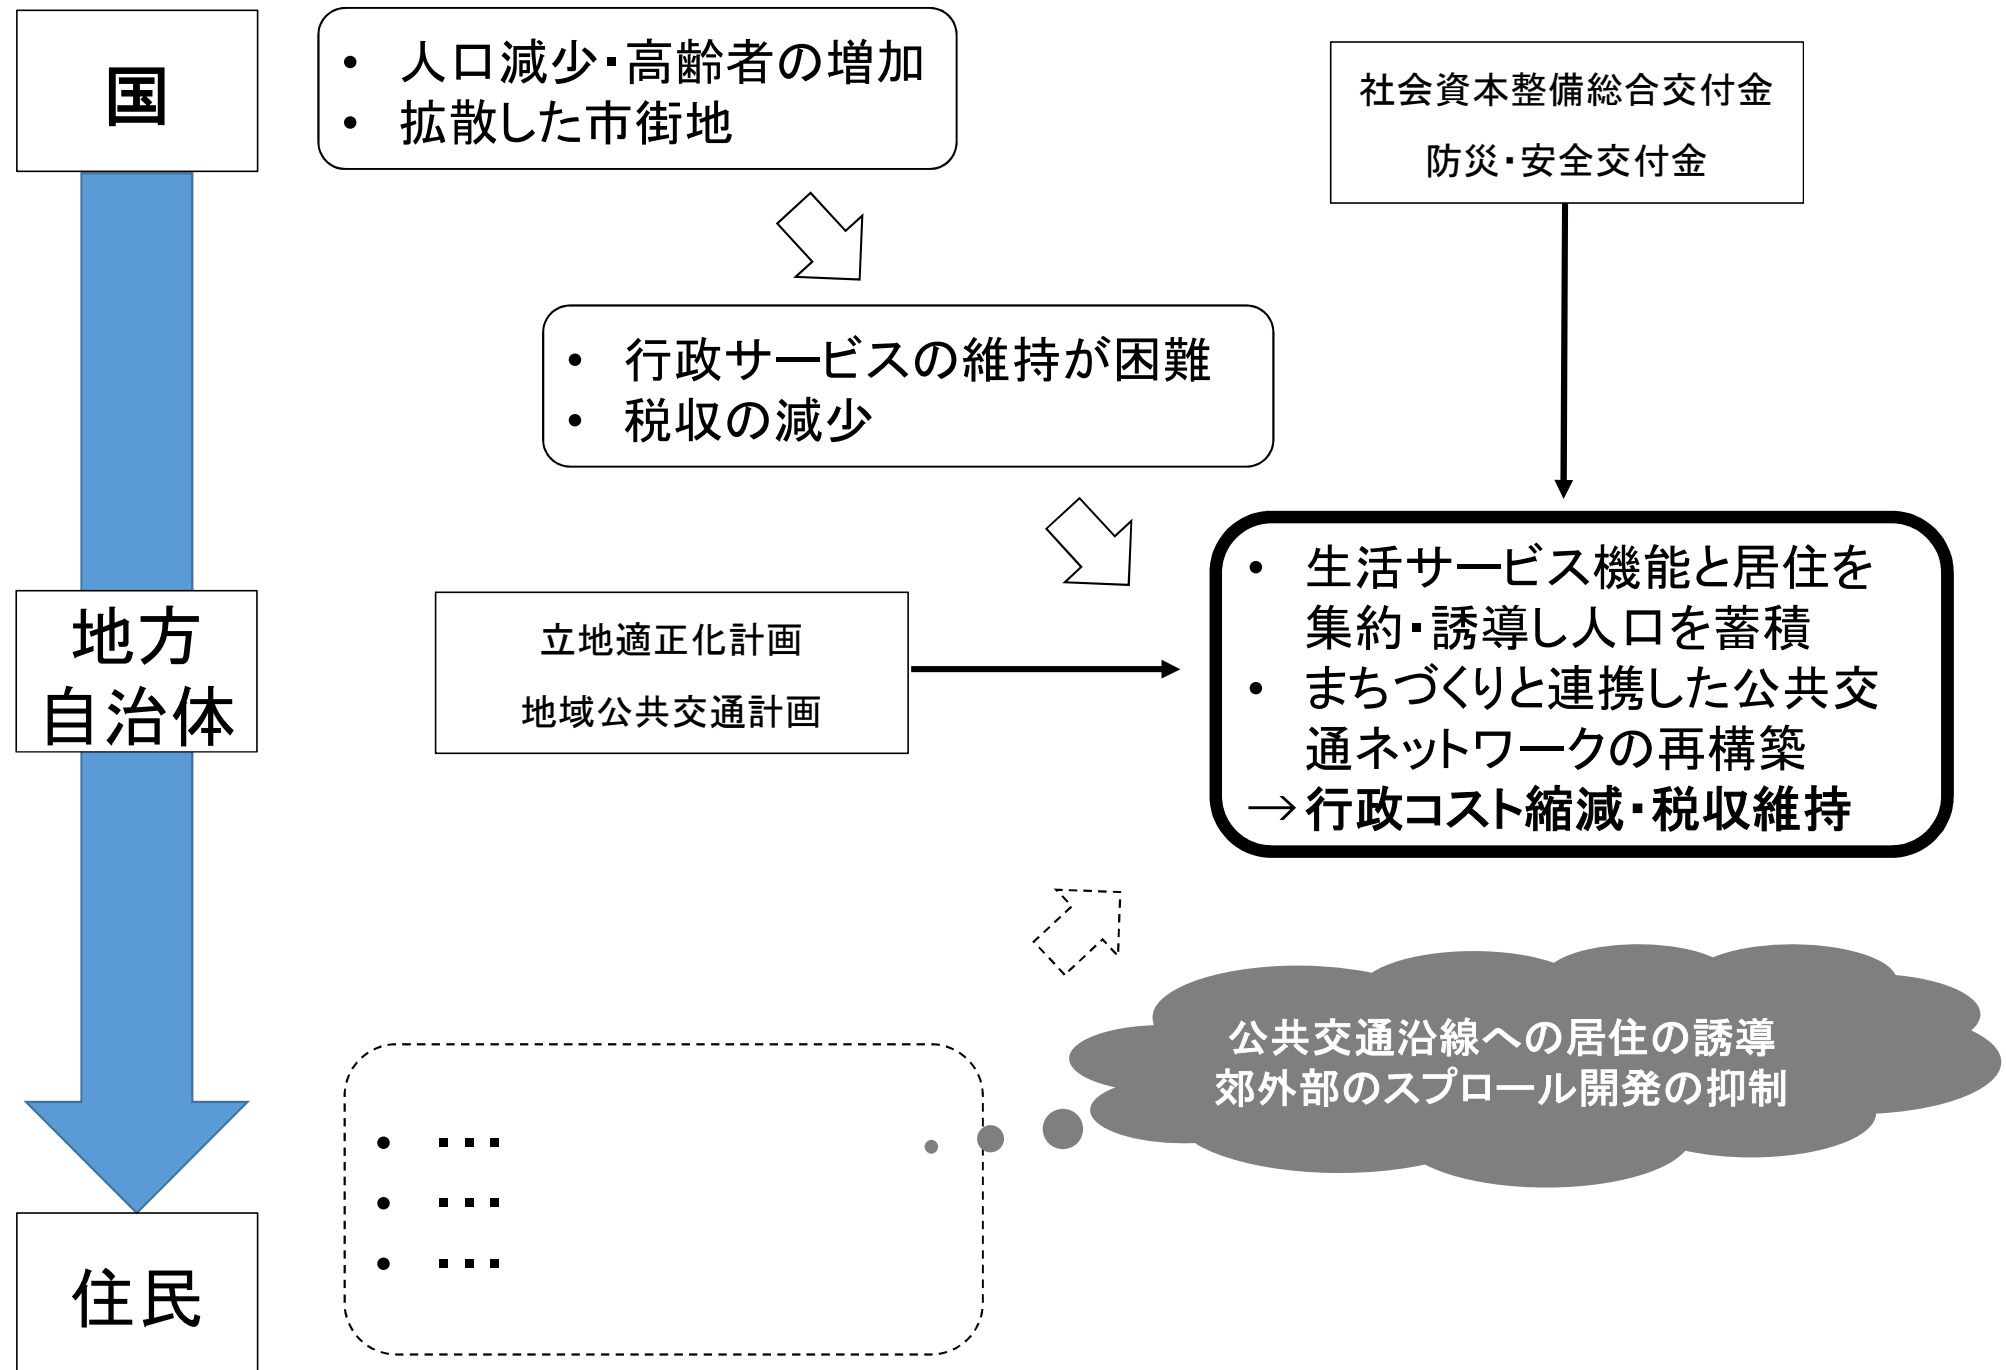 国
• 人口減少・高齢者の増加
• 拡散した市街地
社会資本整備総合交付金
防災・安全交付金
• 行政サービスの維持が困難
• 税収の減少
地方
自治体
立地適正化計画
地域公共交通計画
• 生活サービス機能と居住を
集約・誘導し人口を蓄積
• まちづくりと連携した公共交
通ネットワークの再構築
→行政コスト縮減・税収維持
公共交通沿線への居住の誘導
郊外部のスプロール開発の抑制
• ・・・
• ・・・
• ・・・
住民